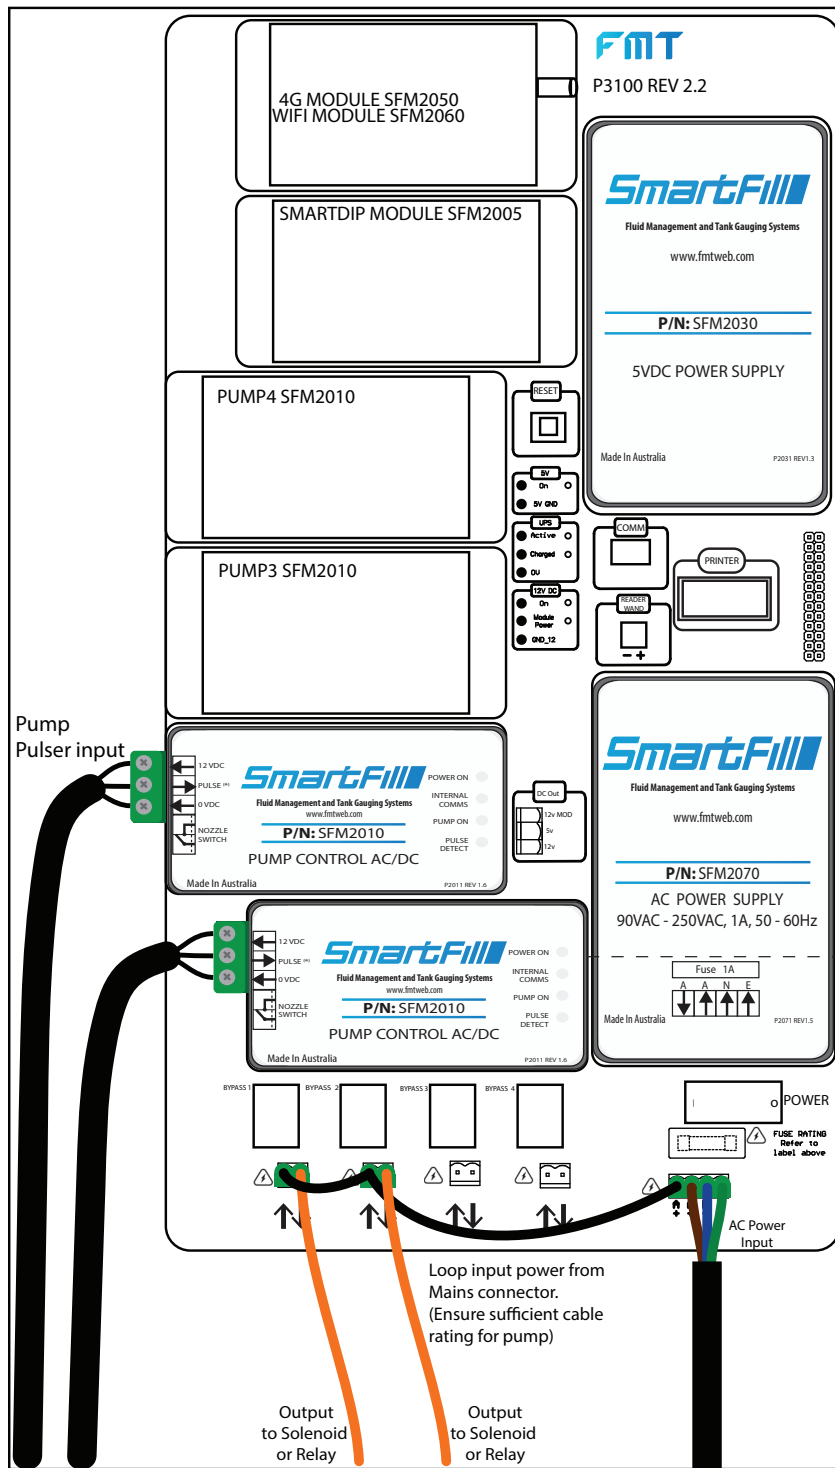 FMT
P3100 REV 2.2
4G MODULE SFM2050
WIFI MODULE SFM2060
SmartFill
Fluid Management and Tank Gauging Systems
www.fmtweb.com
P/N: SFM2030
5VDC POWER SUPPLY
Made In Australia
P2031 REV1.3
SMARTDIP MODULE SFM2005
PUMP4 SFM2010
RESET
5V
On
5V GND
UPS
Active
Charged
0V
12V DC
On
Module
Power
GND_12
COMM
PRINTER
READER
WAND
- +
PUMP3 SFM2010
Pump
Pulser input
12 VDC
PULSE (*)
0 VDC
NOZZLE
SWITCH
SmartFill
Fluid Management and Tank Gauging Systems
www.fmtweb.com
P/N: SFM2010
PUMP CONTROL AC/DC
POWER ON
INTERNAL
COMMS
PUMP ON
PULSE
DETECT
Made In Australia
P2011 REV 1.6
DC Out
12v MOD
5v
12v
SmartFill
Fluid Management and Tank Gauging Systems
www.fmtweb.com
P/N: SFM2070
AC POWER SUPPLY
90VAC - 250VAC, 1A, 50 - 60Hz
Fuse 1A
A A N E
Made In Australia
P2071 REV1.5
12 VDC
PULSE (*)
0 VDC
NOZZLE
SWITCH
SmartFill
Fluid Management and Tank Gauging Systems
www.fmtweb.com
P/N: SFM2010
PUMP CONTROL AC/DC
POWER ON
INTERNAL
COMMS
PUMP ON
PULSE
DETECT
Made In Australia
P2011 REV 1.6
BYPASS 1
BYPASS 2
BYPASS 3
BYPASS 4
POWER
FUSE RATING
Refer to
label above
AC Power
Input
Loop input power from
Mains connector.
(Ensure sufficient cable
rating for pump)
Output
to Solenoid
or Relay
Output
to Solenoid
or Relay